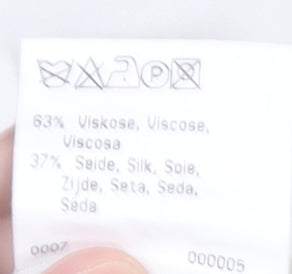 P
63% Viskose, Viscose,
Viscosa
37% Seide, Silk, Soie,
Zijde, Seta, Seda,
Seda
0007
000005